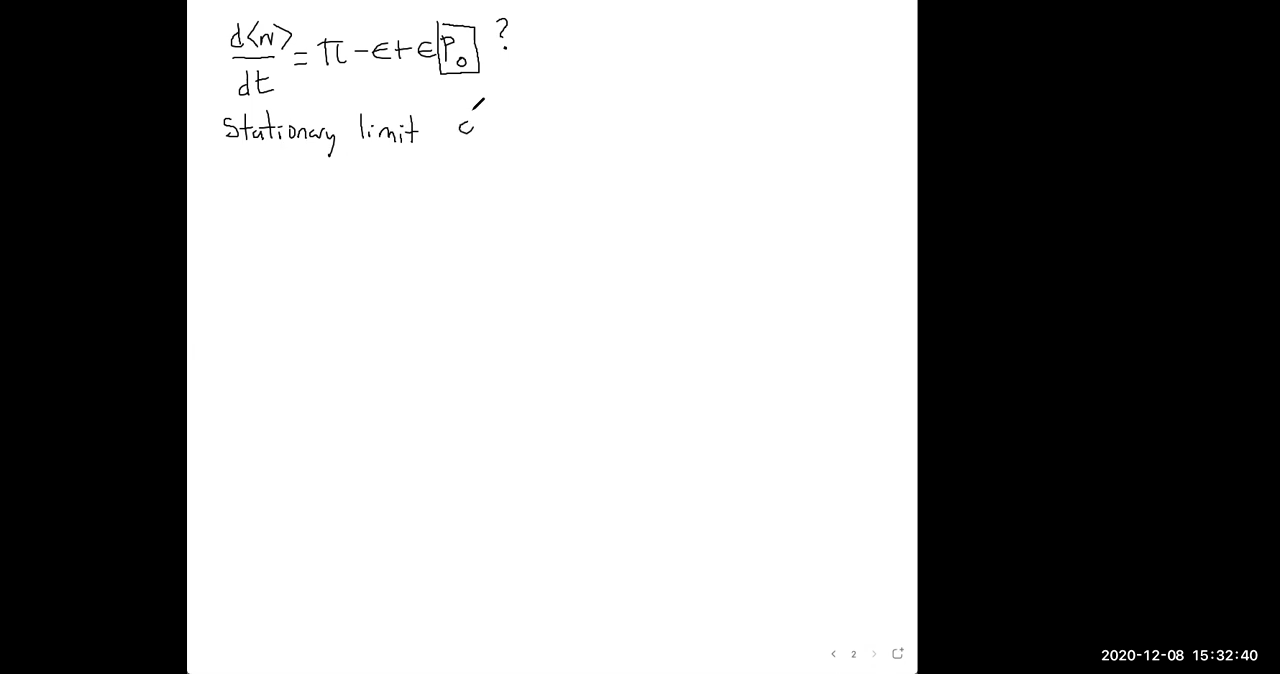 d⟨n⟩/dt = π - ϵ + ϵ P₀ ?
Stationary limit
2
2020-12-08 15:32:40